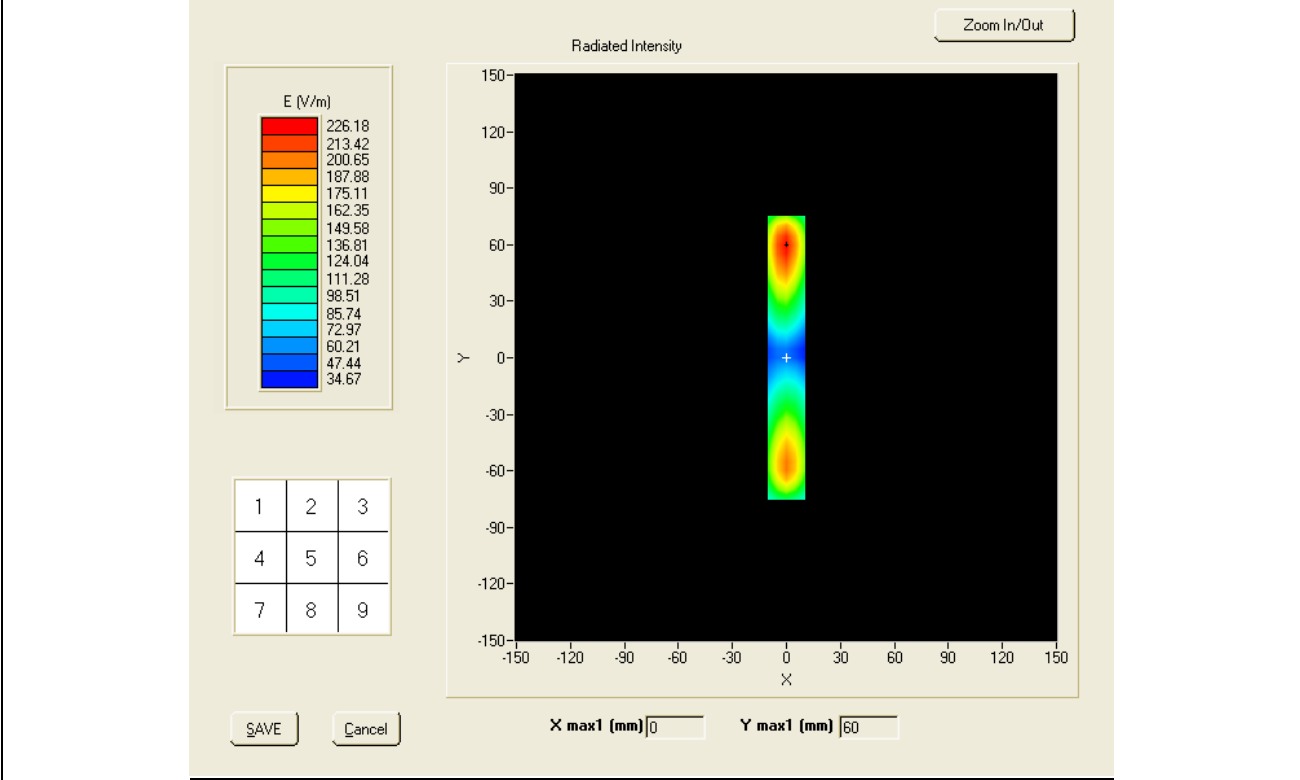 Zoom In/Out
Radiated Intensity
E (V/m)
226.18
213.42
200.65
187.88
175.11
162.35
149.58
136.81
124.04
111.28
98.51
85.74
72.97
60.21
47.44
34.67
150
120
90
60
30
0
-30
-60
-90
-120
-150
Y
-150 -120 -90 -60 -30 0 30 60 90 120 150
X
1 2 3
4 5 6
7 8 9
SAVE Cancel
X max1 (mm) 0 Y max1 (mm) 60